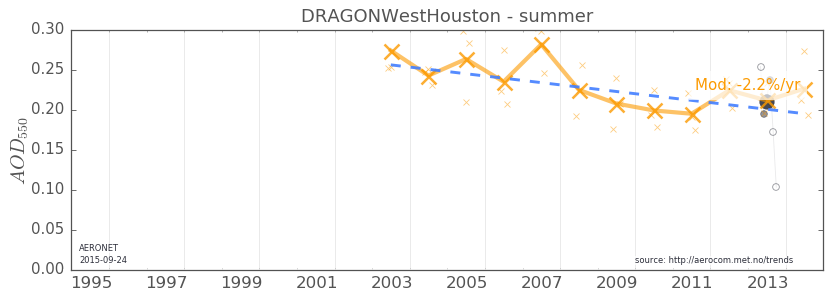 DRAGONWestHouston - summer
0.30
0.25
0.20
0.15
0.10
0.05
0.00
AOD550
Mod: -2.2%/yr
AERONET
2015-09-24
source: http://aerocom.met.no/trends
1995 1997 1999 2001 2003 2005 2007 2009 2011 2013